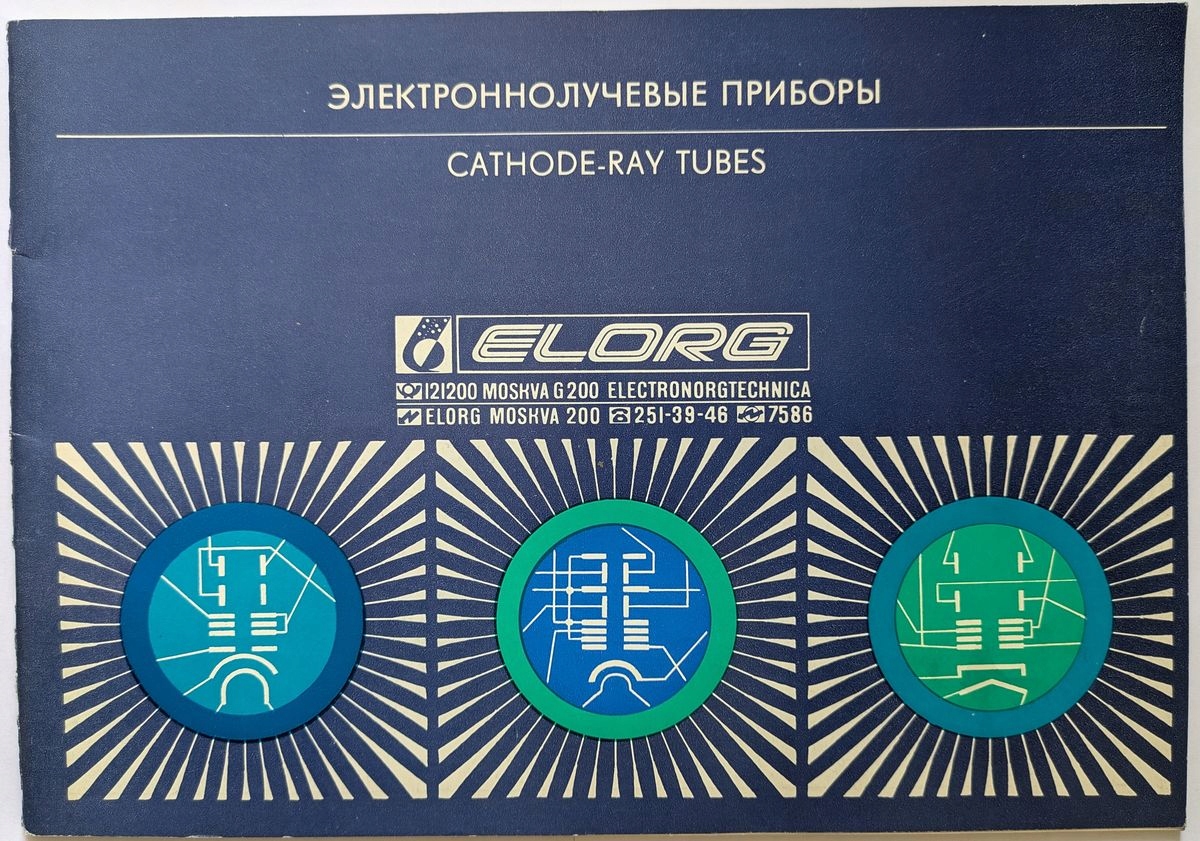 ЭЛЕКТРОННОЛУЧЕВЫЕ ПРИБОРЫ
CATHODE-RAY TUBES
ELORG
121200 MOSKVA G 200 ELECTRONORGTECHNICA
ELORG MOSKVA 200 251-39-46 7586